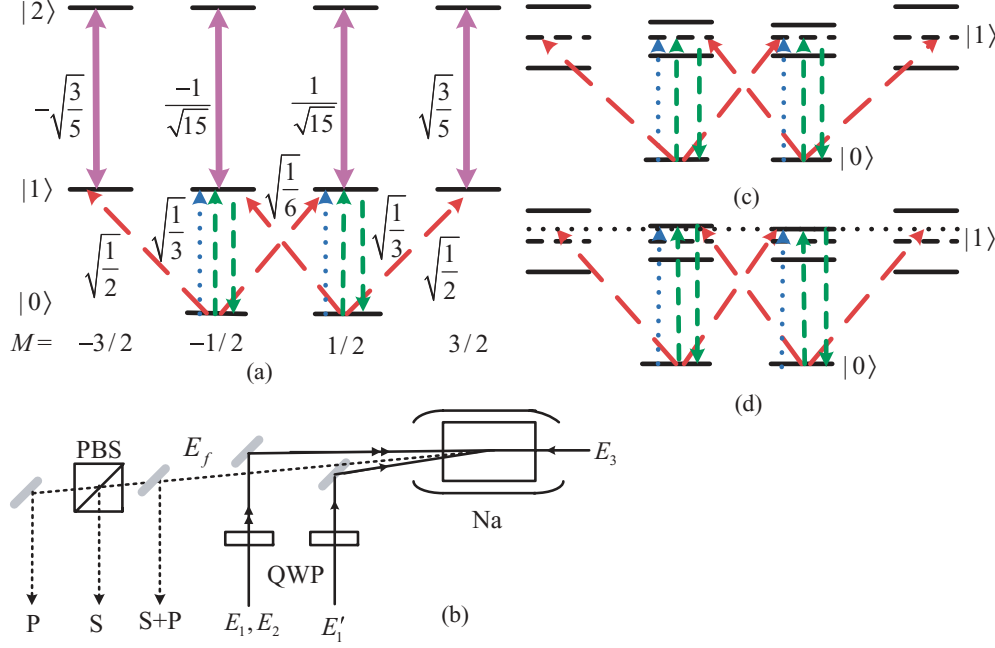 |2⟩
−√(3/5)
−1/√15
1/√15
√(3/5)
|1⟩
√(1/2)
√(1/3)
√(1/6)
√(1/3)
√(1/2)
|0⟩
M = −3/2 −1/2 1/2 3/2
(a)
|1⟩
|0⟩
(c)
|1⟩
|0⟩
(d)
PBS
E_f
E_3
Na
QWP
P
S
S+P
E_1, E_2
E_1′
(b)